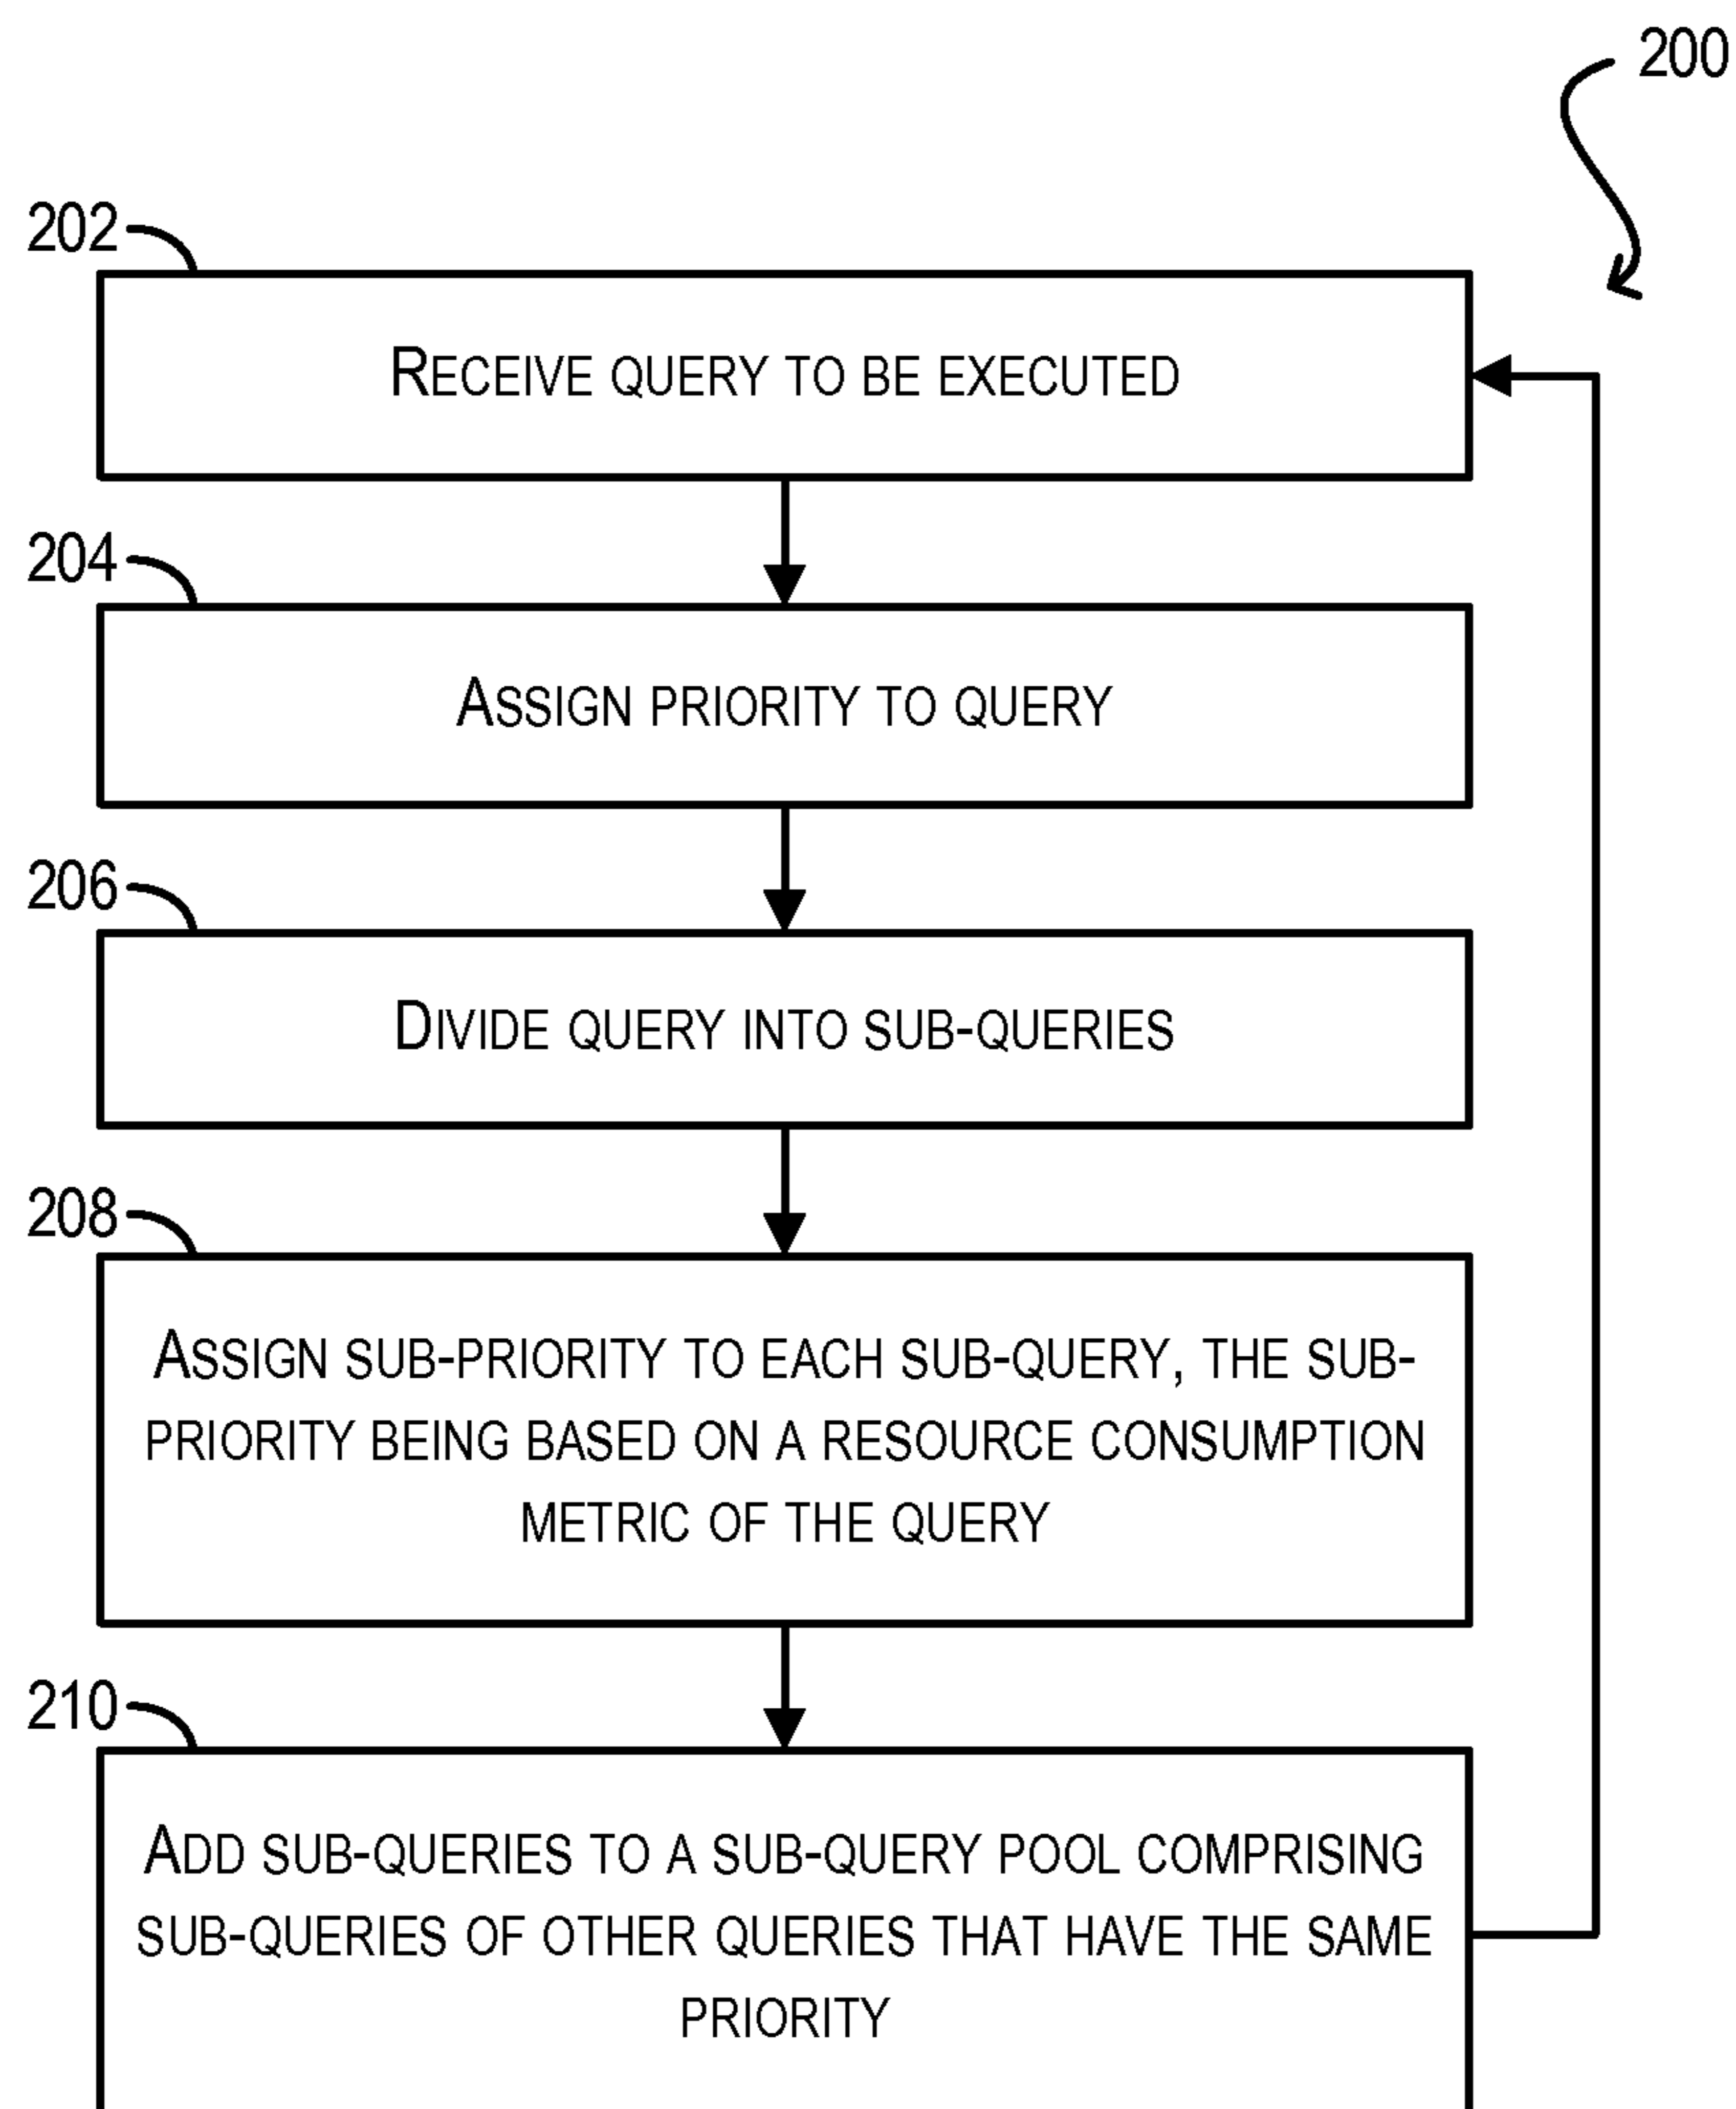 200
202
RECEIVE QUERY TO BE EXECUTED
204
ASSIGN PRIORITY TO QUERY
206
DIVIDE QUERY INTO SUB-QUERIES
208
ASSIGN SUB-PRIORITY TO EACH SUB-QUERY, THE SUB-
PRIORITY BEING BASED ON A RESOURCE CONSUMPTION
METRIC OF THE QUERY
210
ADD SUB-QUERIES TO A SUB-QUERY POOL COMPRISING
SUB-QUERIES OF OTHER QUERIES THAT HAVE THE SAME
PRIORITY